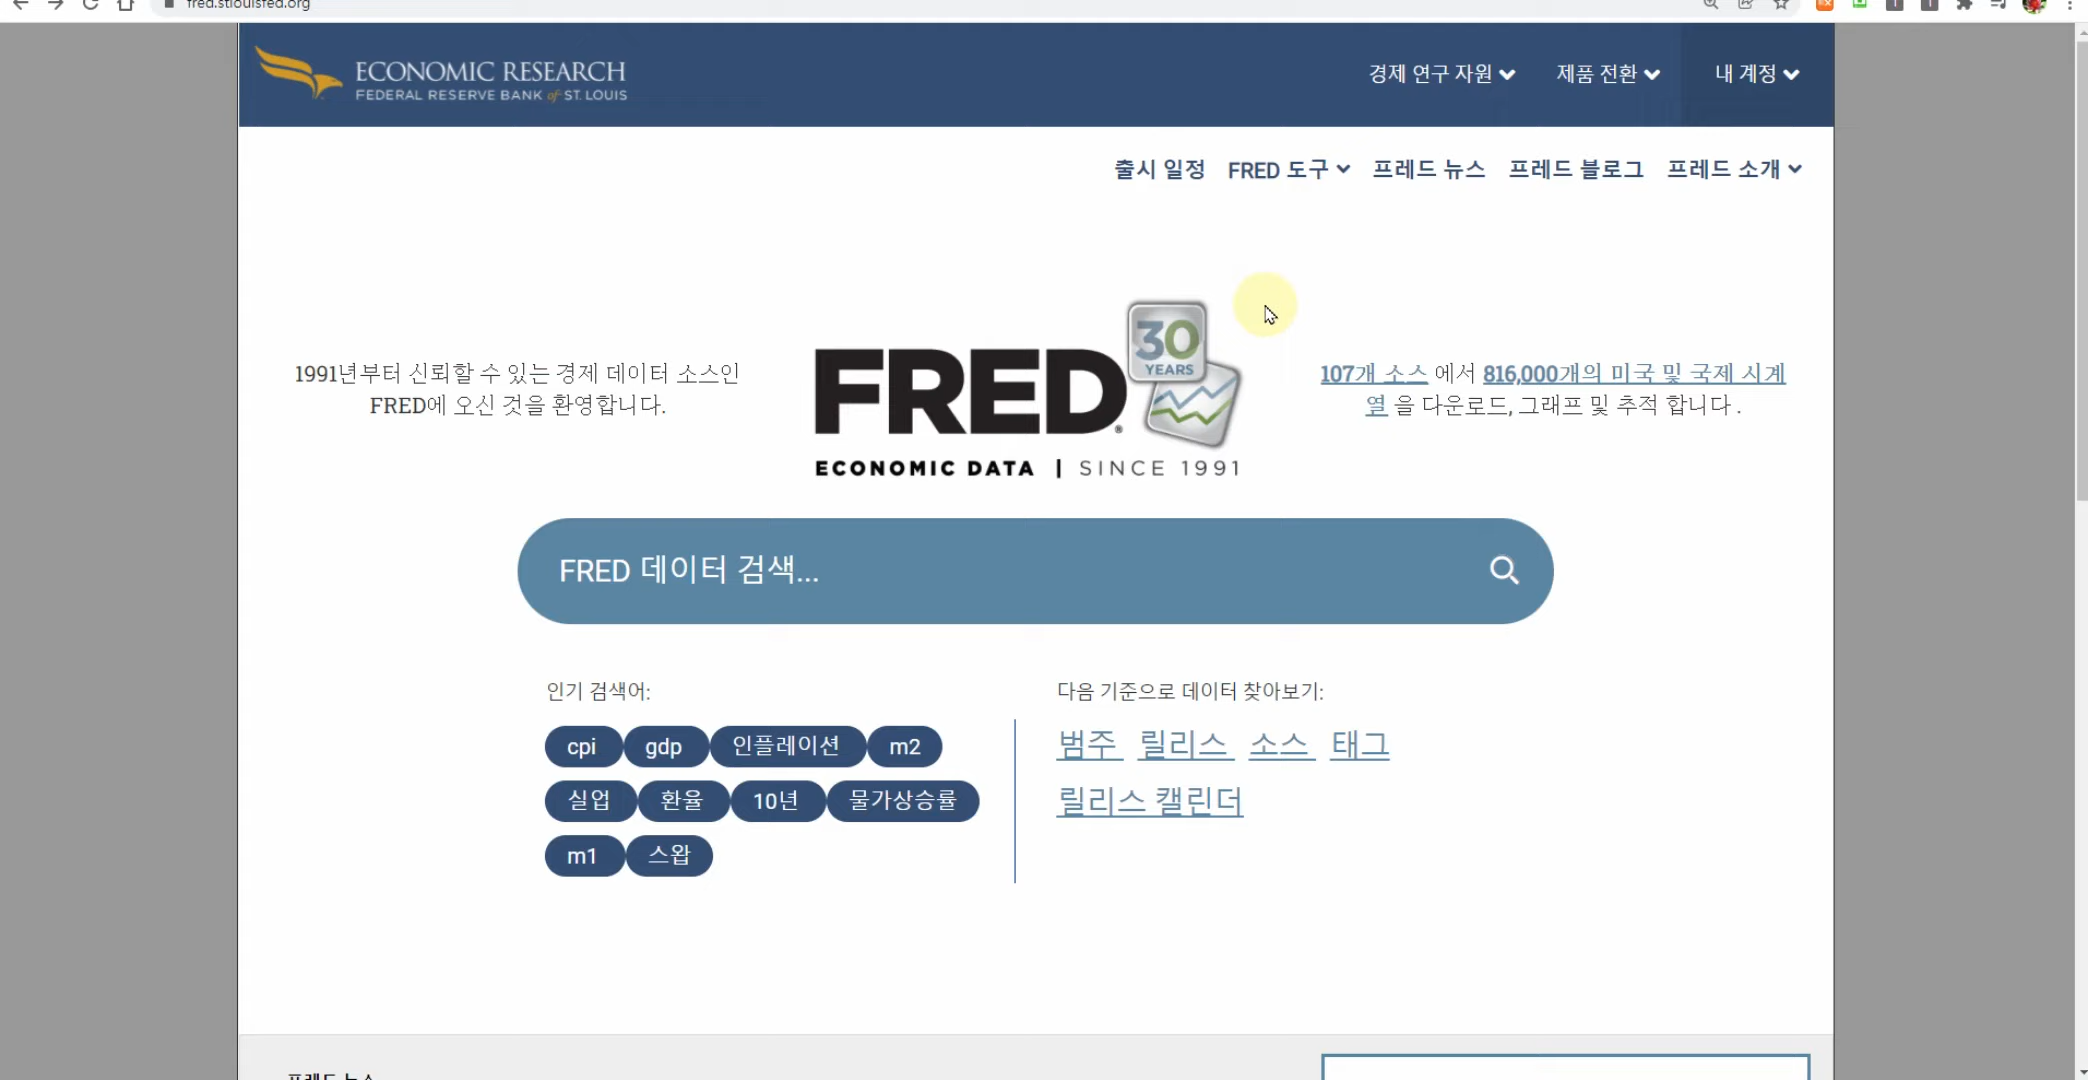 fred.stlouisfed.org
ECONOMIC RESEARCH
FEDERAL RESERVE BANK of ST. LOUIS
경제 연구 자원 제품 전환 내 계정
출시 일정 FRED 도구 프레드 뉴스 프레드 블로그 프레드 소개
1991년부터 신뢰할 수 있는 경제 데이터 소스인
FRED에 오신 것을 환영합니다.
30
YEARS
FRED®
ECONOMIC DATA | SINCE 1991
107개 소스 에서 816,000개의 미국 및 국제 시계
열 을 다운로드, 그래프 및 추적 합니다 .
FRED 데이터 검색...
인기 검색어:
cpi gdp 인플레이션 m2
실업 환율 10년 물가상승률
m1 스왑
다음 기준으로 데이터 찾아보기:
범주 릴리스 소스 태그
릴리스 캘린더
프레드 뉴스